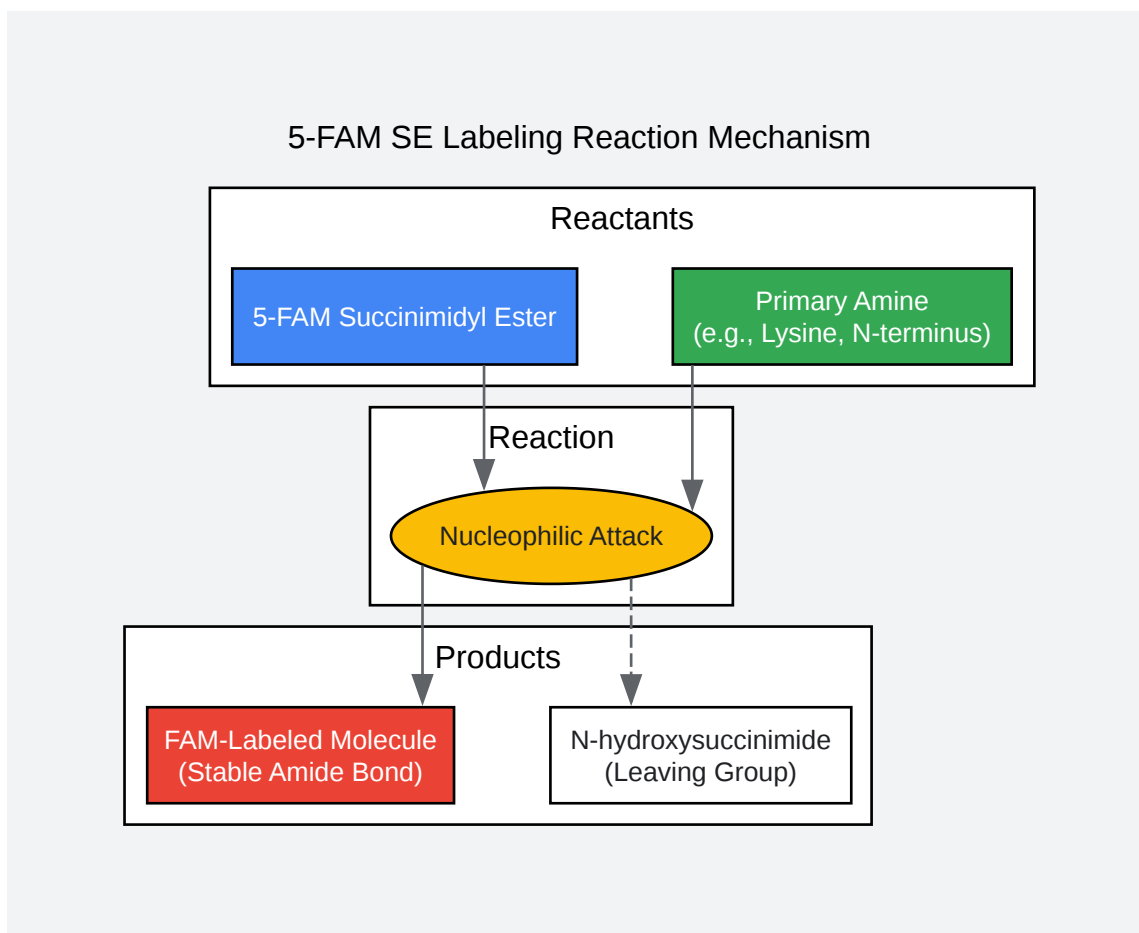 5-FAM SE Labeling Reaction Mechanism
Reactants
5-FAM Succinimidyl Ester
Primary Amine
(e.g., Lysine, N-terminus)
Reaction
Nucleophilic Attack
Products
FAM-Labeled Molecule
(Stable Amide Bond)
N-hydroxysuccinimide
(Leaving Group)